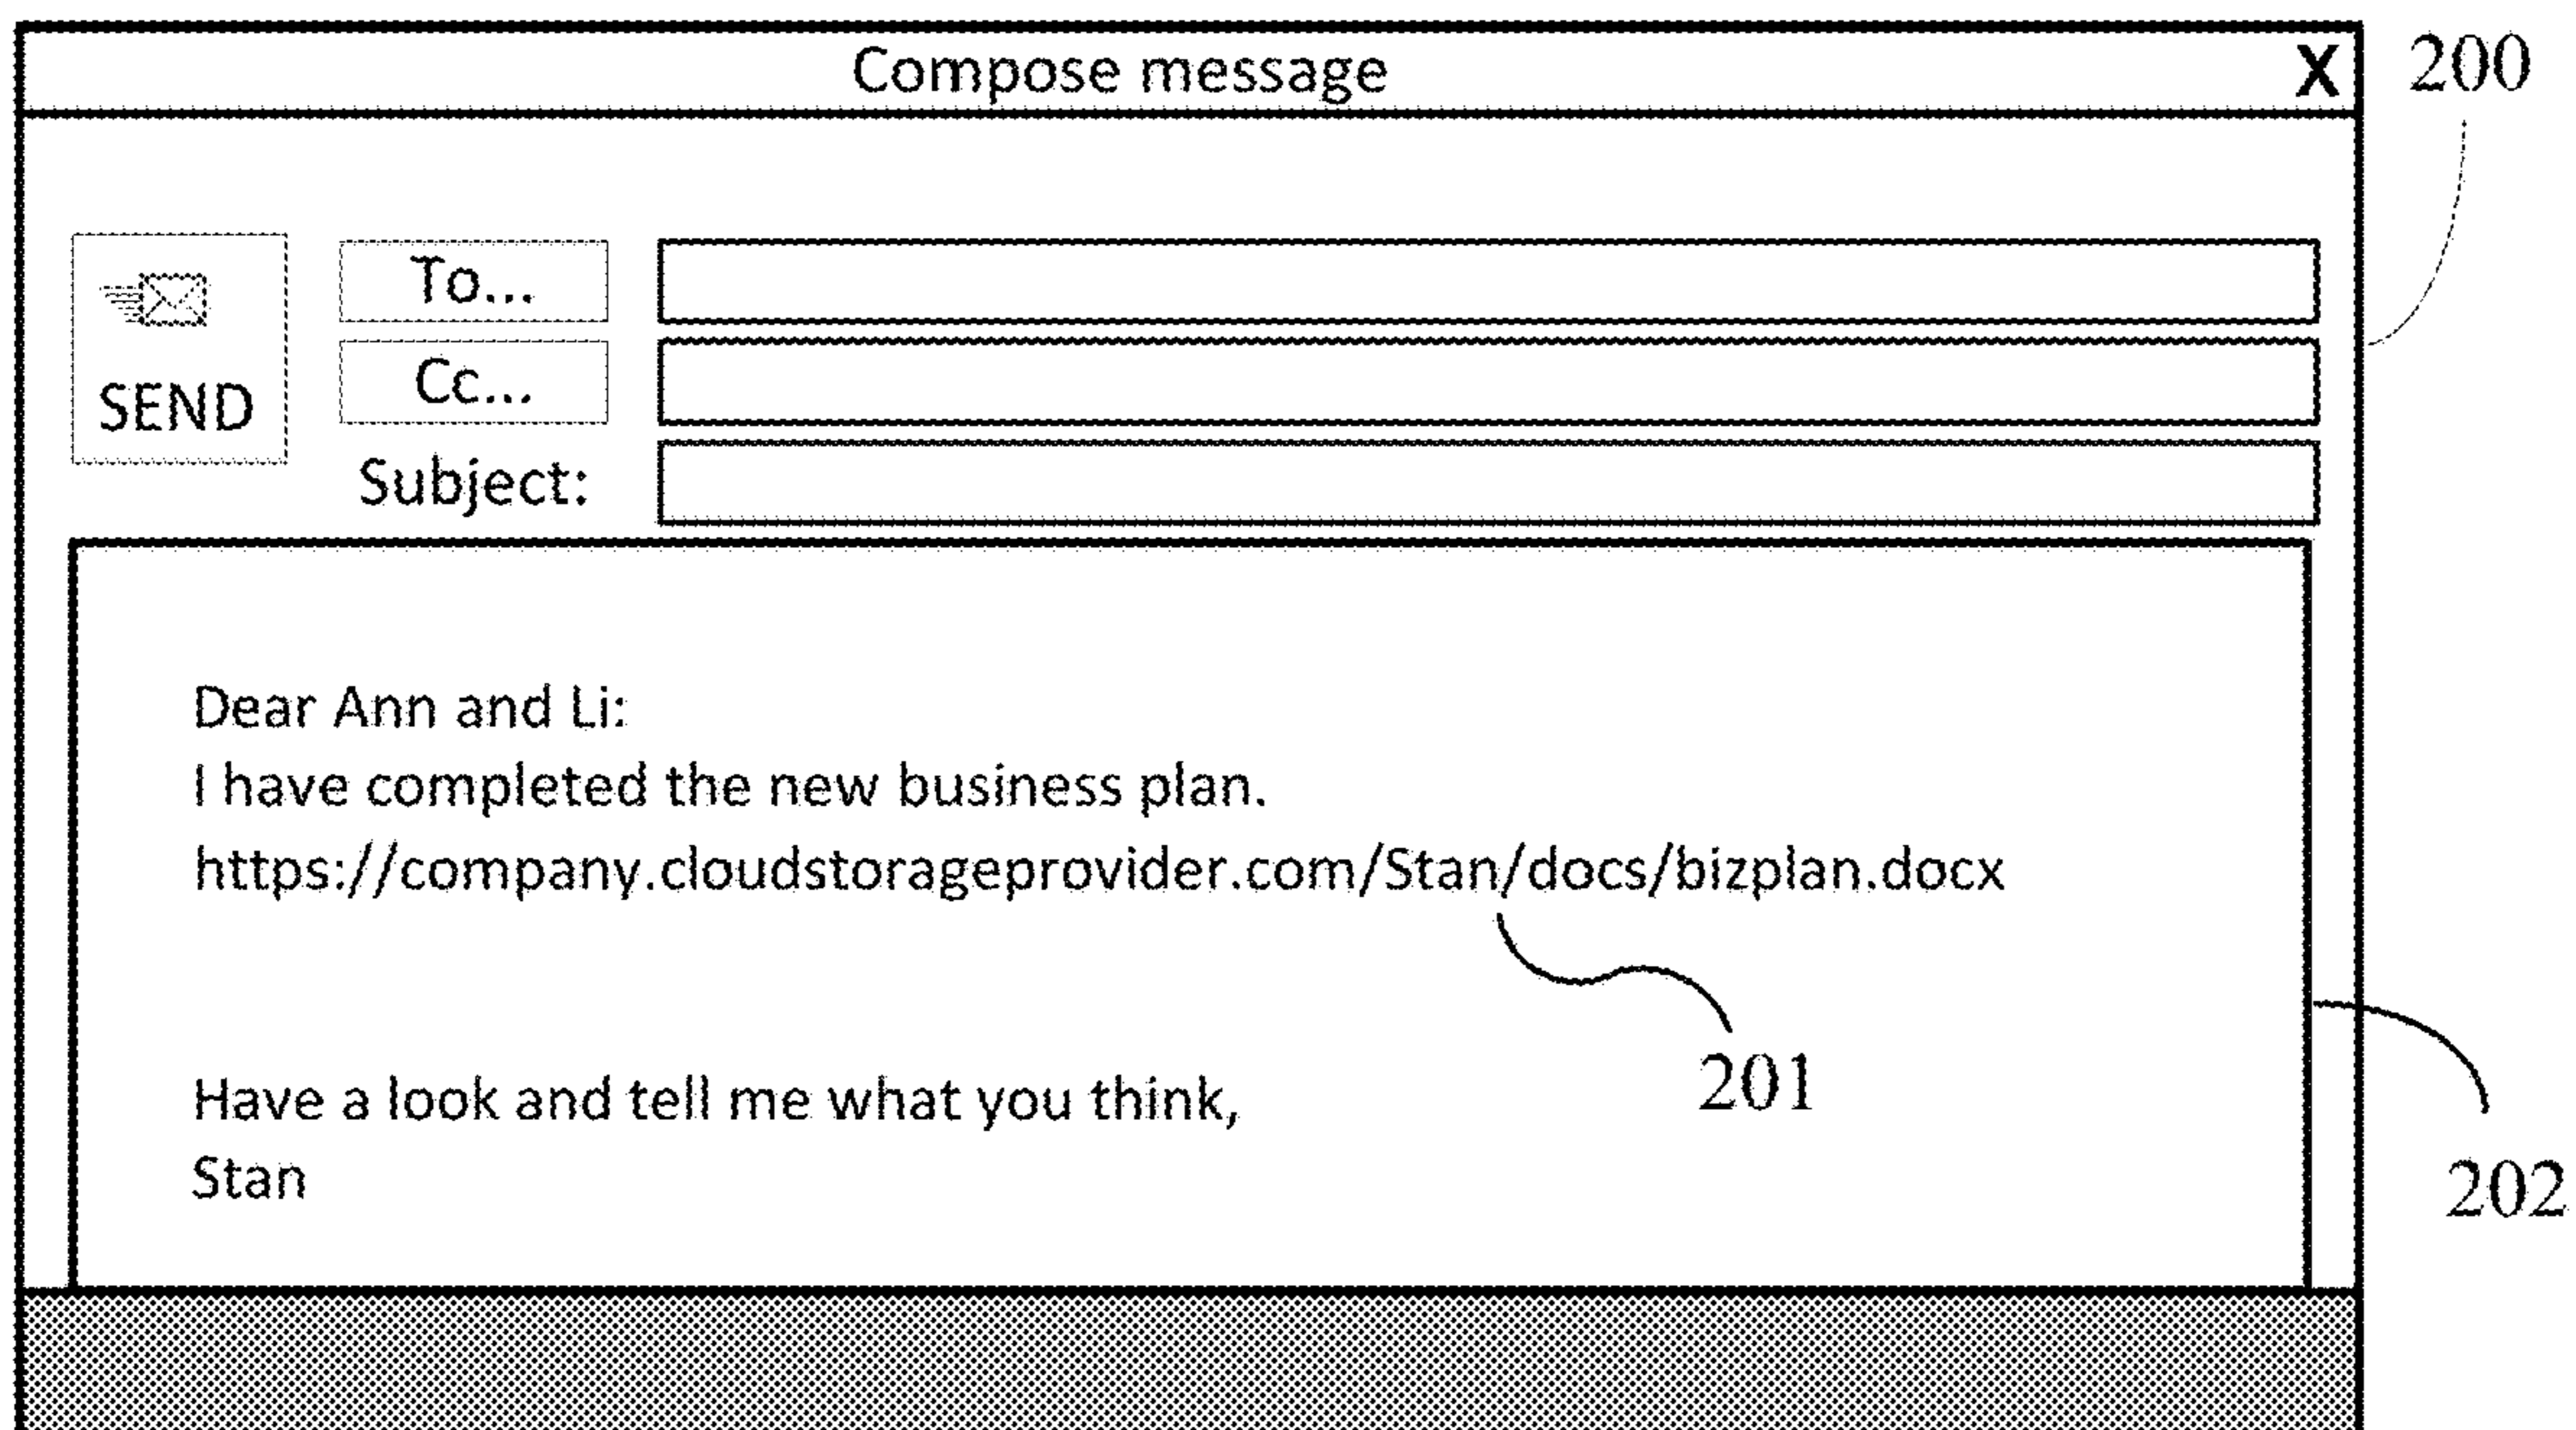 Compose message X
200
To...
Cc...
SEND
Subject:
Dear Ann and Li:
I have completed the new business plan.
https://company.cloudstorageprovider.com/Stan/docs/bizplan.docx
201
Have a look and tell me what you think,
Stan
202